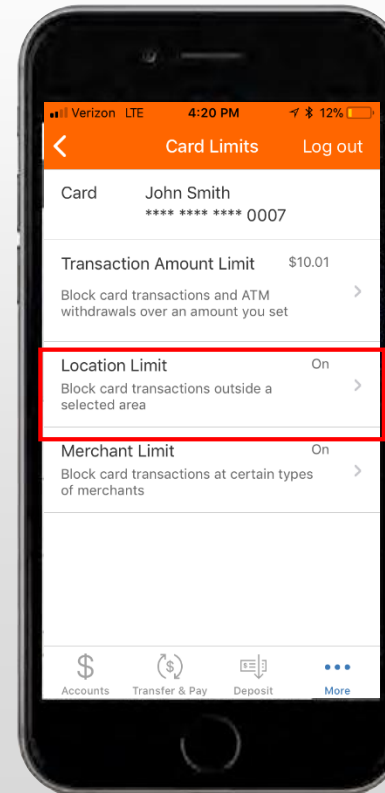 Verizon LTE 4:20 PM 12%
Card Limits Log out
Card John Smith
**** **** **** 0007
Transaction Amount Limit $10.01
Block card transactions and ATM
withdrawals over an amount you set
Location Limit On
Block card transactions outside a
selected area
Merchant Limit On
Block card transactions at certain types
of merchants
Accounts Transfer & Pay Deposit More